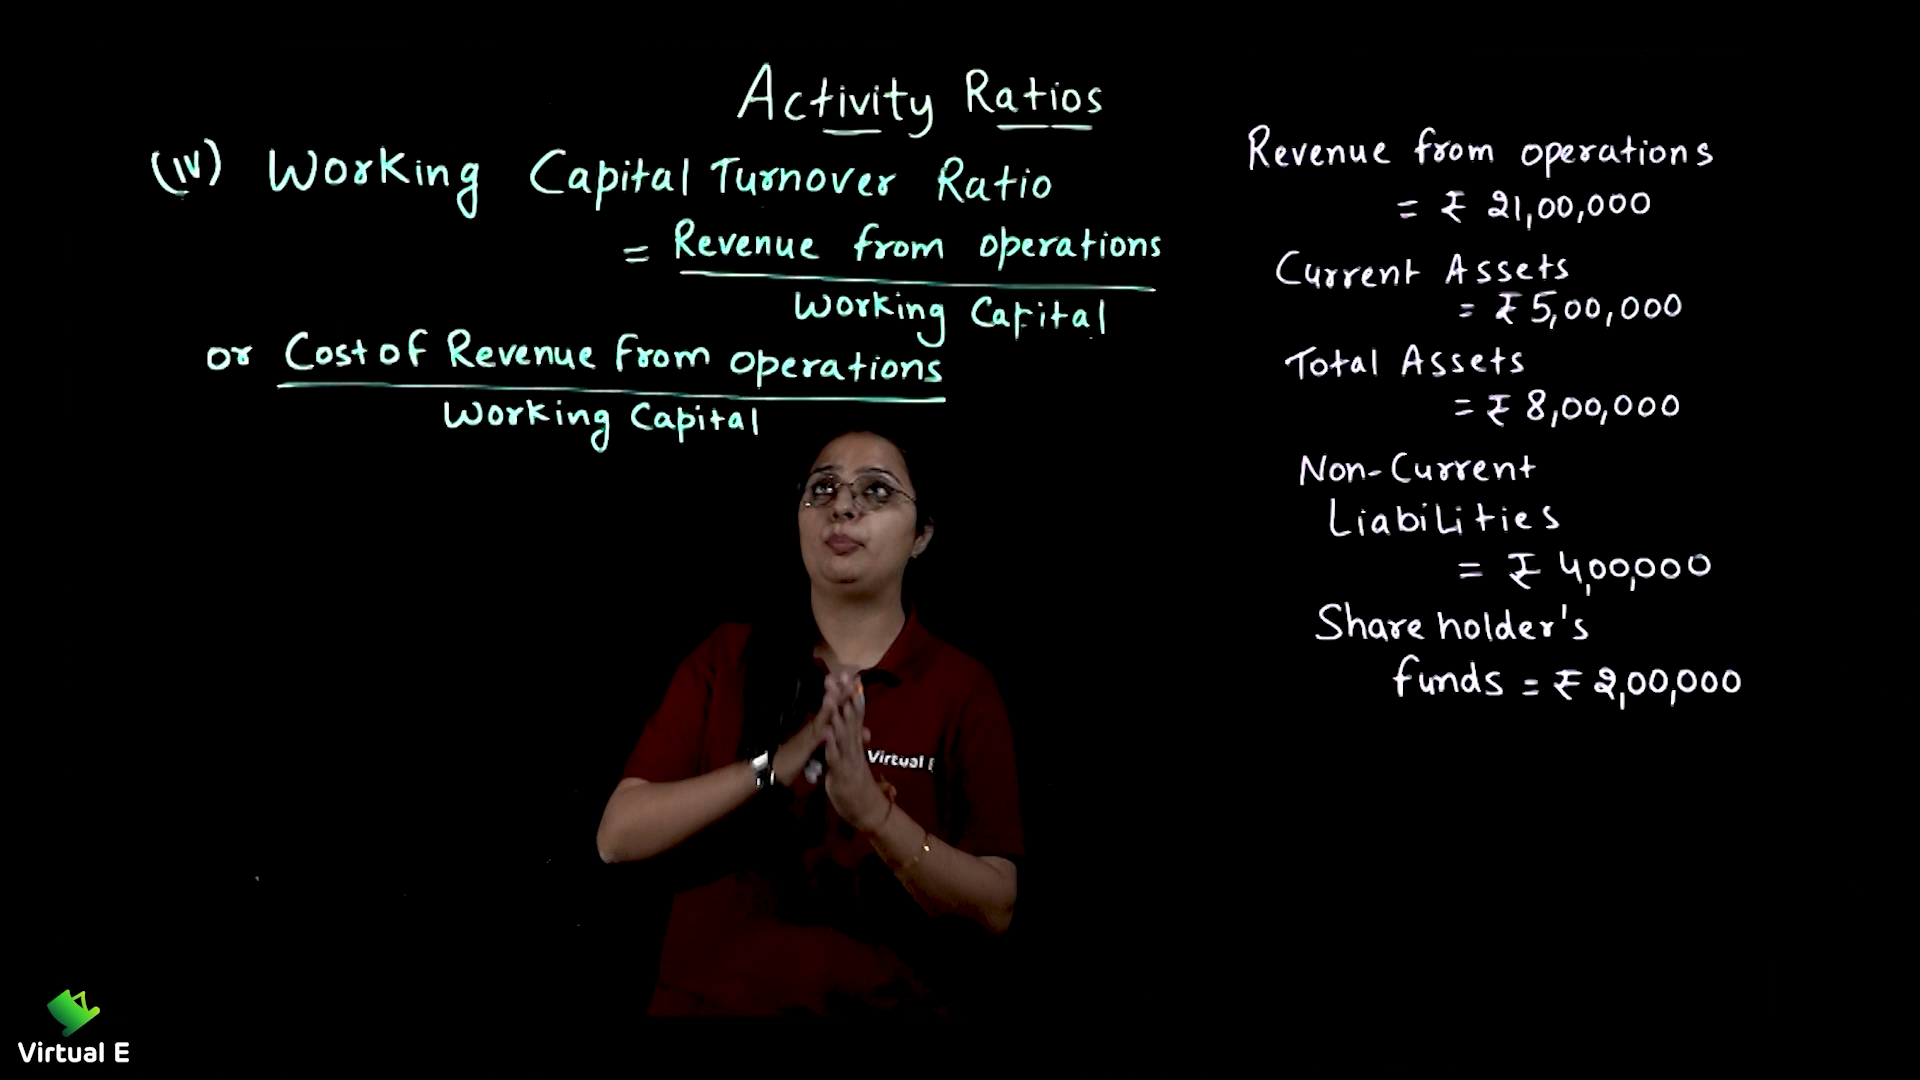 Activity Ratios
(iv) Working Capital Turnover Ratio
= Revenue from operations
Working Capital
or Cost of Revenue from operations
Working Capital
Revenue from operations
= ₹ 21,00,000
Current Assets
= ₹ 5,00,000
Total Assets
= ₹ 8,00,000
Non-Current
Liabilities
= ₹ 4,00,000
Share holder's
funds = ₹ 2,00,000
Virtual E
Virtual E